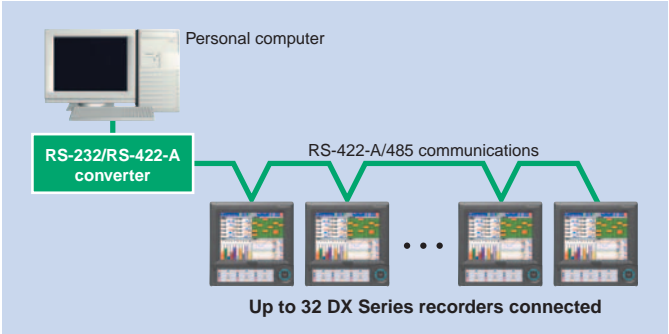 Personal computer
RS-232/RS-422-A
converter
RS-422-A/485 communications
Up to 32 DX Series recorders connected